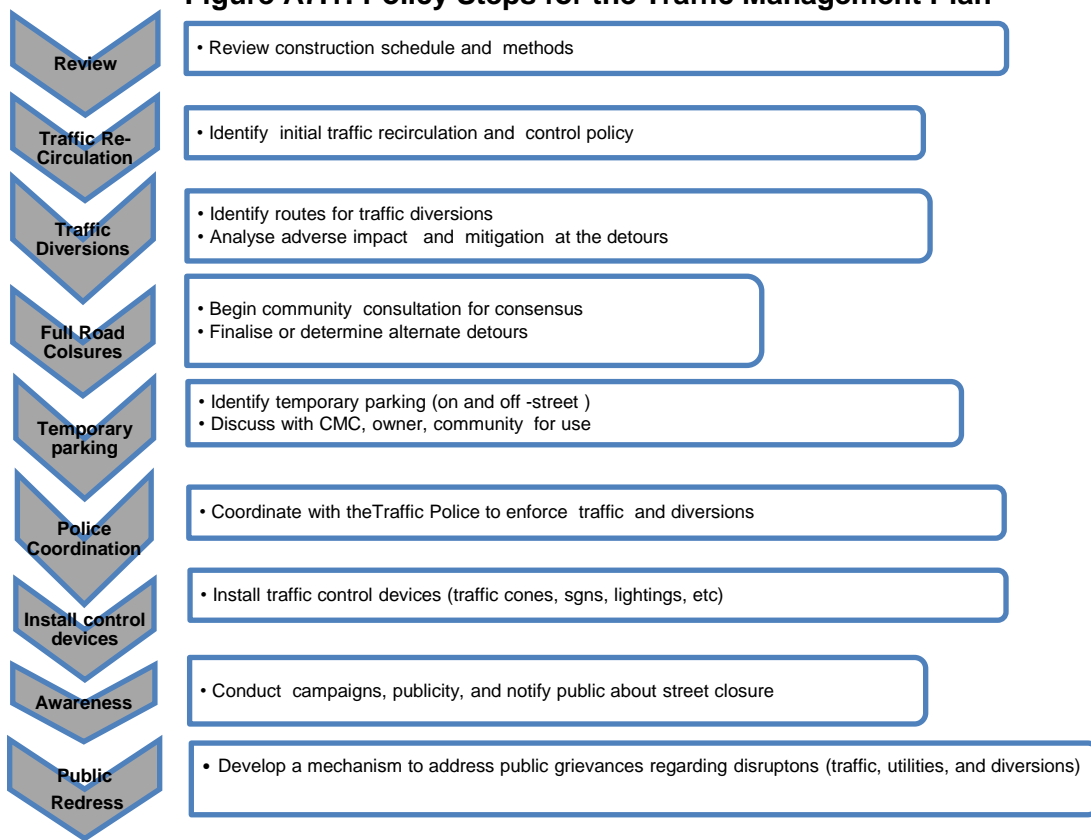 Figure A7.1: Policy Steps for the Traffic Management Plan
Review
• Review construction schedule and methods
Traffic Re-
Circulation
• Identify initial traffic recirculation and control policy
Traffic
Diversions
• Identify routes for traffic diversions
• Analyse adverse impact and mitigation at the detours
Full Road
Colsures
• Begin community consultation for consensus
• Finalise or determine alternate detours
Temporary
parking
• Identify temporary parking (on and off -street )
• Discuss with CMC, owner, community for use
Police
Coordination
• Coordinate with theTraffic Police to enforce traffic and diversions
Install control
devices
• Install traffic control devices (traffic cones, sgns, lightings, etc)
Awareness
• Conduct campaigns, publicity, and notify public about street closure
Public
Redress
• Develop a mechanism to address public grievances regarding disruptons (traffic, utilities, and diversions)